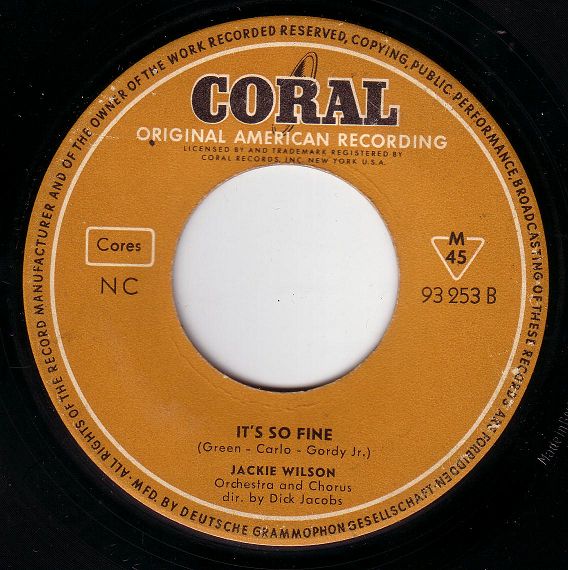 CORAL
ORIGINAL AMERICAN RECORDING
LICENSED BY AND TRADEMARK REGISTERED BY
CORAL RECORDS, INC. NEW YORK U.S.A.
Cores
NC
M
45
93 253 B
IT'S SO FINE
(Green - Carlo - Gordy Jr.)
JACKIE WILSON
Orchestra and Chorus
dir. by Dick Jacobs
ALL RIGHTS OF THE RECORD MANUFACTURER AND OF THE OWNER OF THE WORK RECORDED RESERVED, COPYING, PUBLIC PERFORMANCE, BROADCASTING OF THESE RECORDS ARE FORBIDDEN · MFD. BY DEUTSCHE GRAMMOPHON GESELLSCHAFT ·
Made in